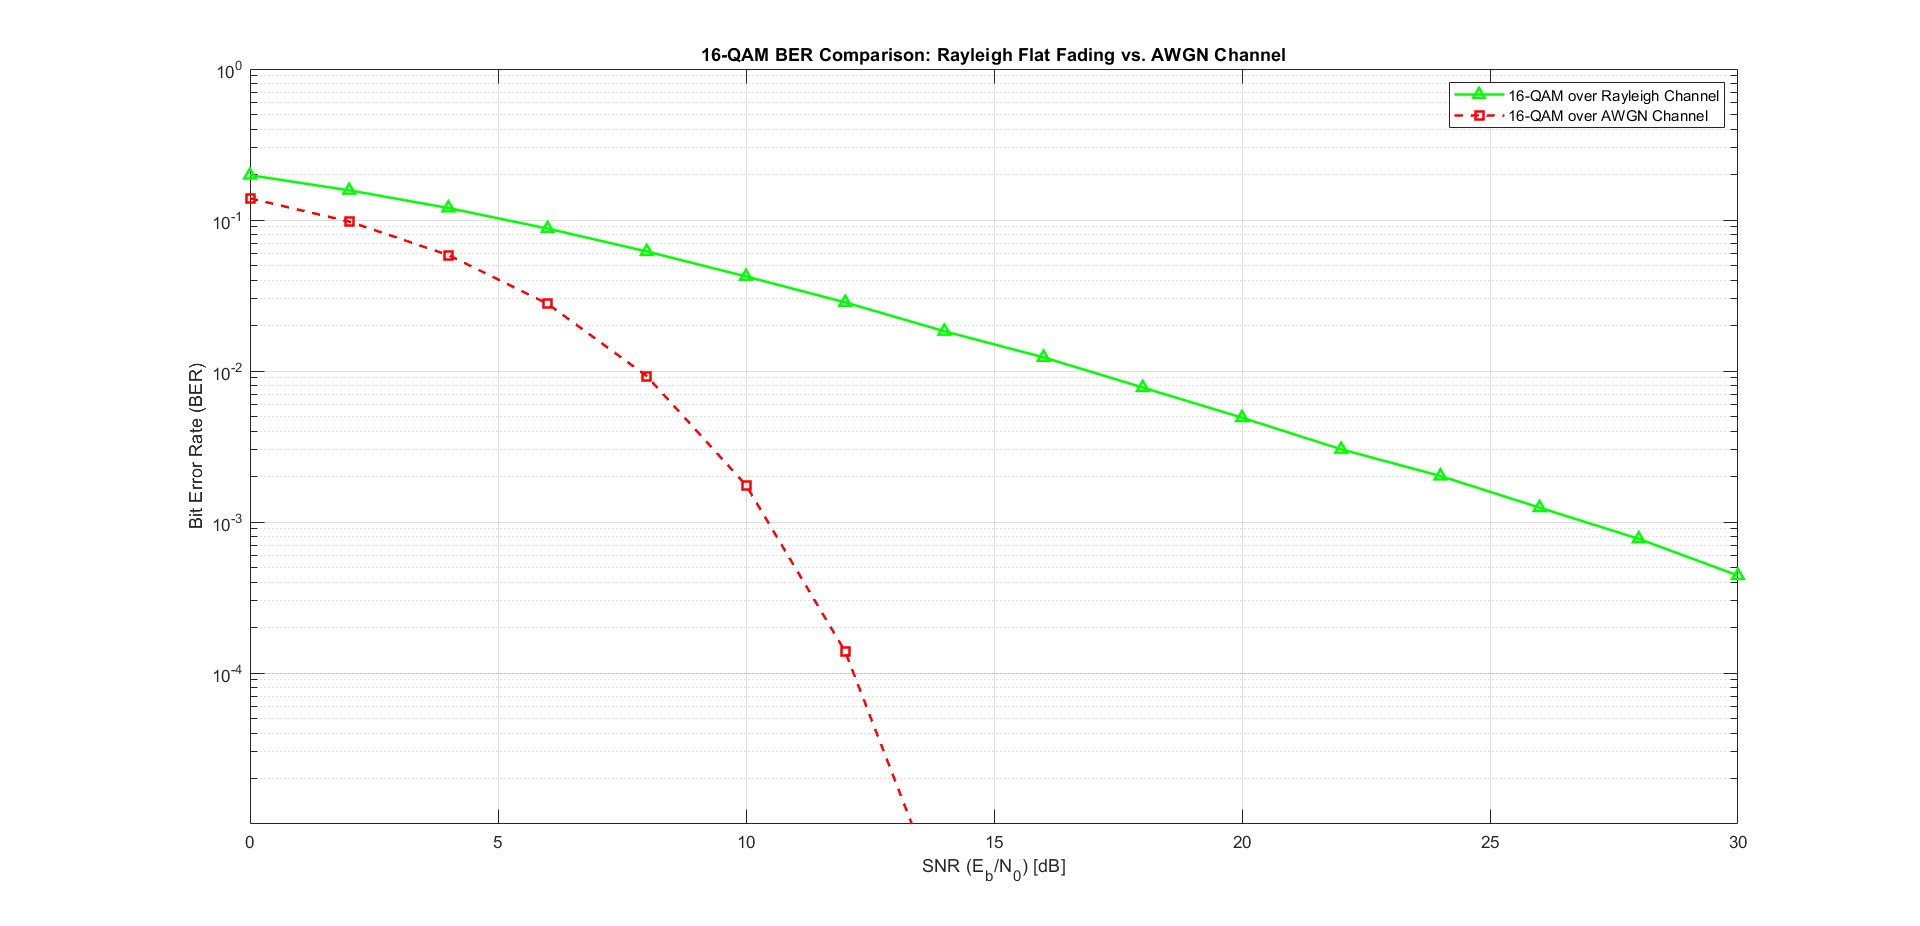 16-QAM BER Comparison: Rayleigh Flat Fading vs. AWGN Channel
16-QAM over Rayleigh Channel
16-QAM over AWGN Channel
Bit Error Rate (BER)
10^0
10^-1
10^-2
10^-3
10^-4
0 5 10 15 20 25 30
SNR (E_b/N_0) [dB]